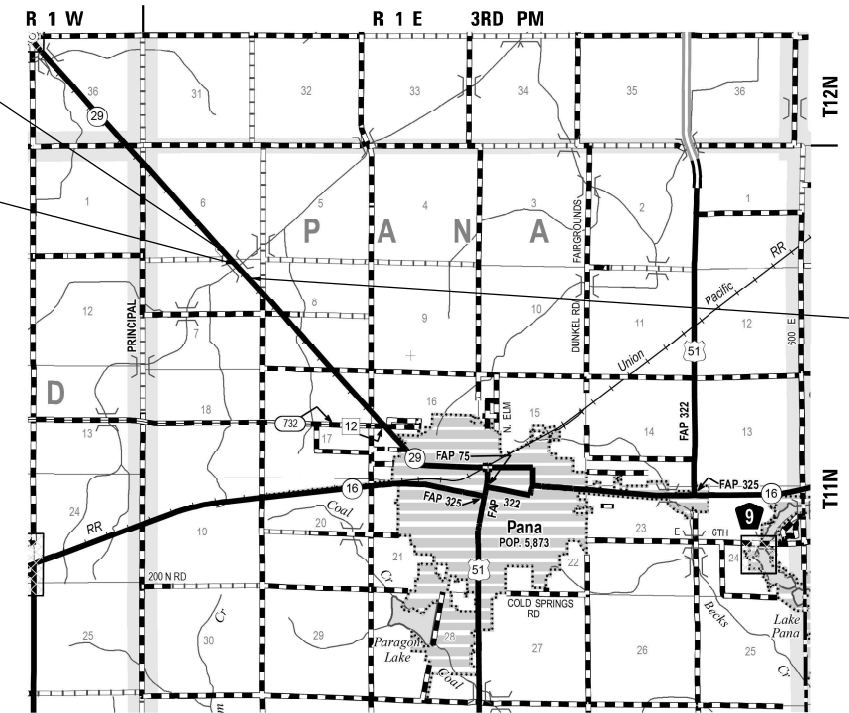 R 1 W
R 1 E
3RD PM
T12N
36
31
32
33
34
35
36
29
1
6
5
4
3
2
1
P A N A
FAIRGROUNDS
RR
Pacific
Union
12
7
8
9
10
11
12
PRINCIPAL
DUNKEL RD
600 E
51
D
FAP 322
18
16
15
14
13
N. ELM
732
12
17
13
29
FAP 75
16
FAP 325
FAP 322
FAP 325
16
T11N
9
Pana
POP. 5,873
24
RR
10
20
Coal
Cr
21
22
23
E
6TH
24
200 N RD
51
COLD SPRINGS
RD
Becks
Cr
Lake
Pana
25
30
Cr
29
Paragon
Lake
28
Coal
27
26
25
m